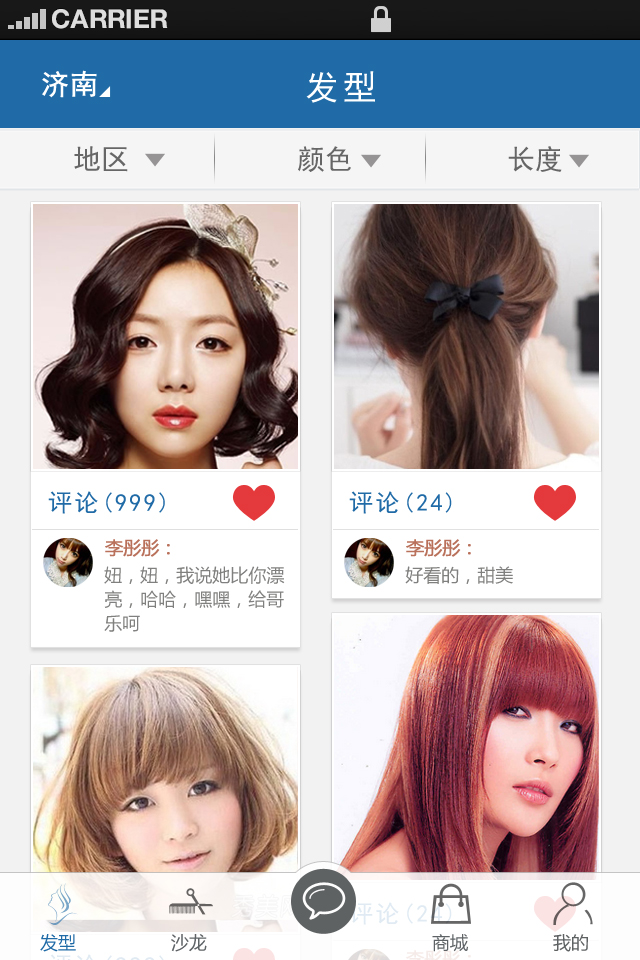 CARRIER
济南
发型
地区
颜色
长度
评论(999)
李彤彤：
妞，妞，我说她比你漂
亮，哈哈，嘿嘿，给哥
乐呵
评论(24)
李彤彤：
好看的，甜美
评论(24)
发型
沙龙
商城
我的